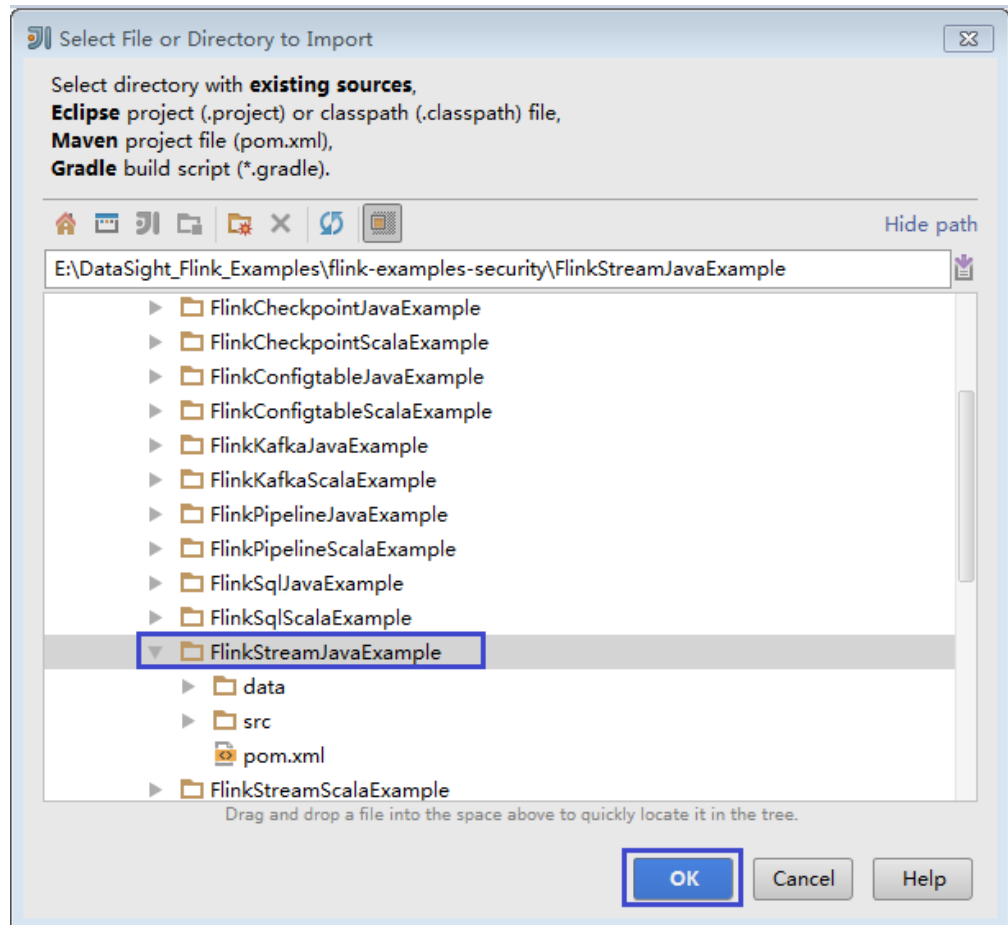 Select File or Directory to Import
Select directory with existing sources,
Eclipse project (.project) or classpath (.classpath) file,
Maven project file (pom.xml),
Gradle build script (*.gradle).
Hide path
E:\DataSight_Flink_Examples\flink-examples-security\FlinkStreamJavaExample
FlinkCheckpointJavaExample
FlinkCheckpointScalaExample
FlinkConfigtableJavaExample
FlinkConfigtableScalaExample
FlinkKafkaJavaExample
FlinkKafkaScalaExample
FlinkPipelineJavaExample
FlinkPipelineScalaExample
FlinkSqlJavaExample
FlinkSqlScalaExample
FlinkStreamJavaExample
data
src
pom.xml
FlinkStreamScalaExample
Drag and drop a file into the space above to quickly locate it in the tree.
OK Cancel Help